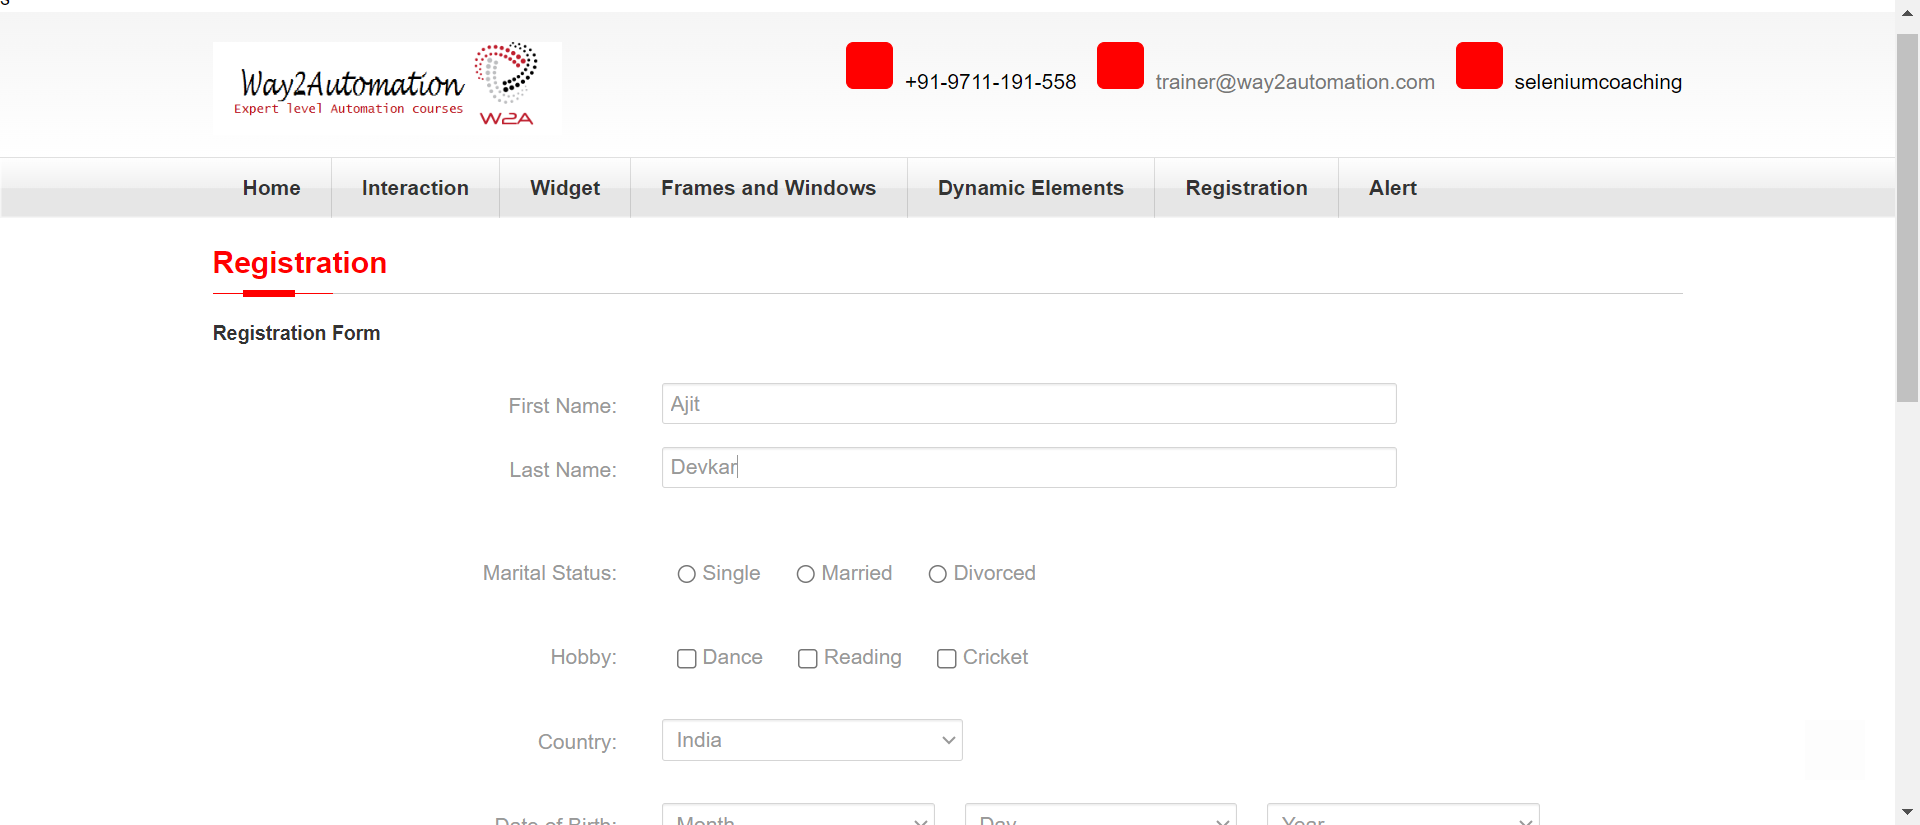 s
Way2Automation
Expert level Automation courses
W2A
+91-9711-191-558 trainer@way2automation.com seleniumcoaching
Home Interaction Widget Frames and Windows Dynamic Elements Registration Alert
Registration
Registration Form
First Name: Ajit
Last Name: Devkar
Marital Status: Single Married Divorced
Hobby: Dance Reading Cricket
Country: India
Date of Birth: Month Day Year